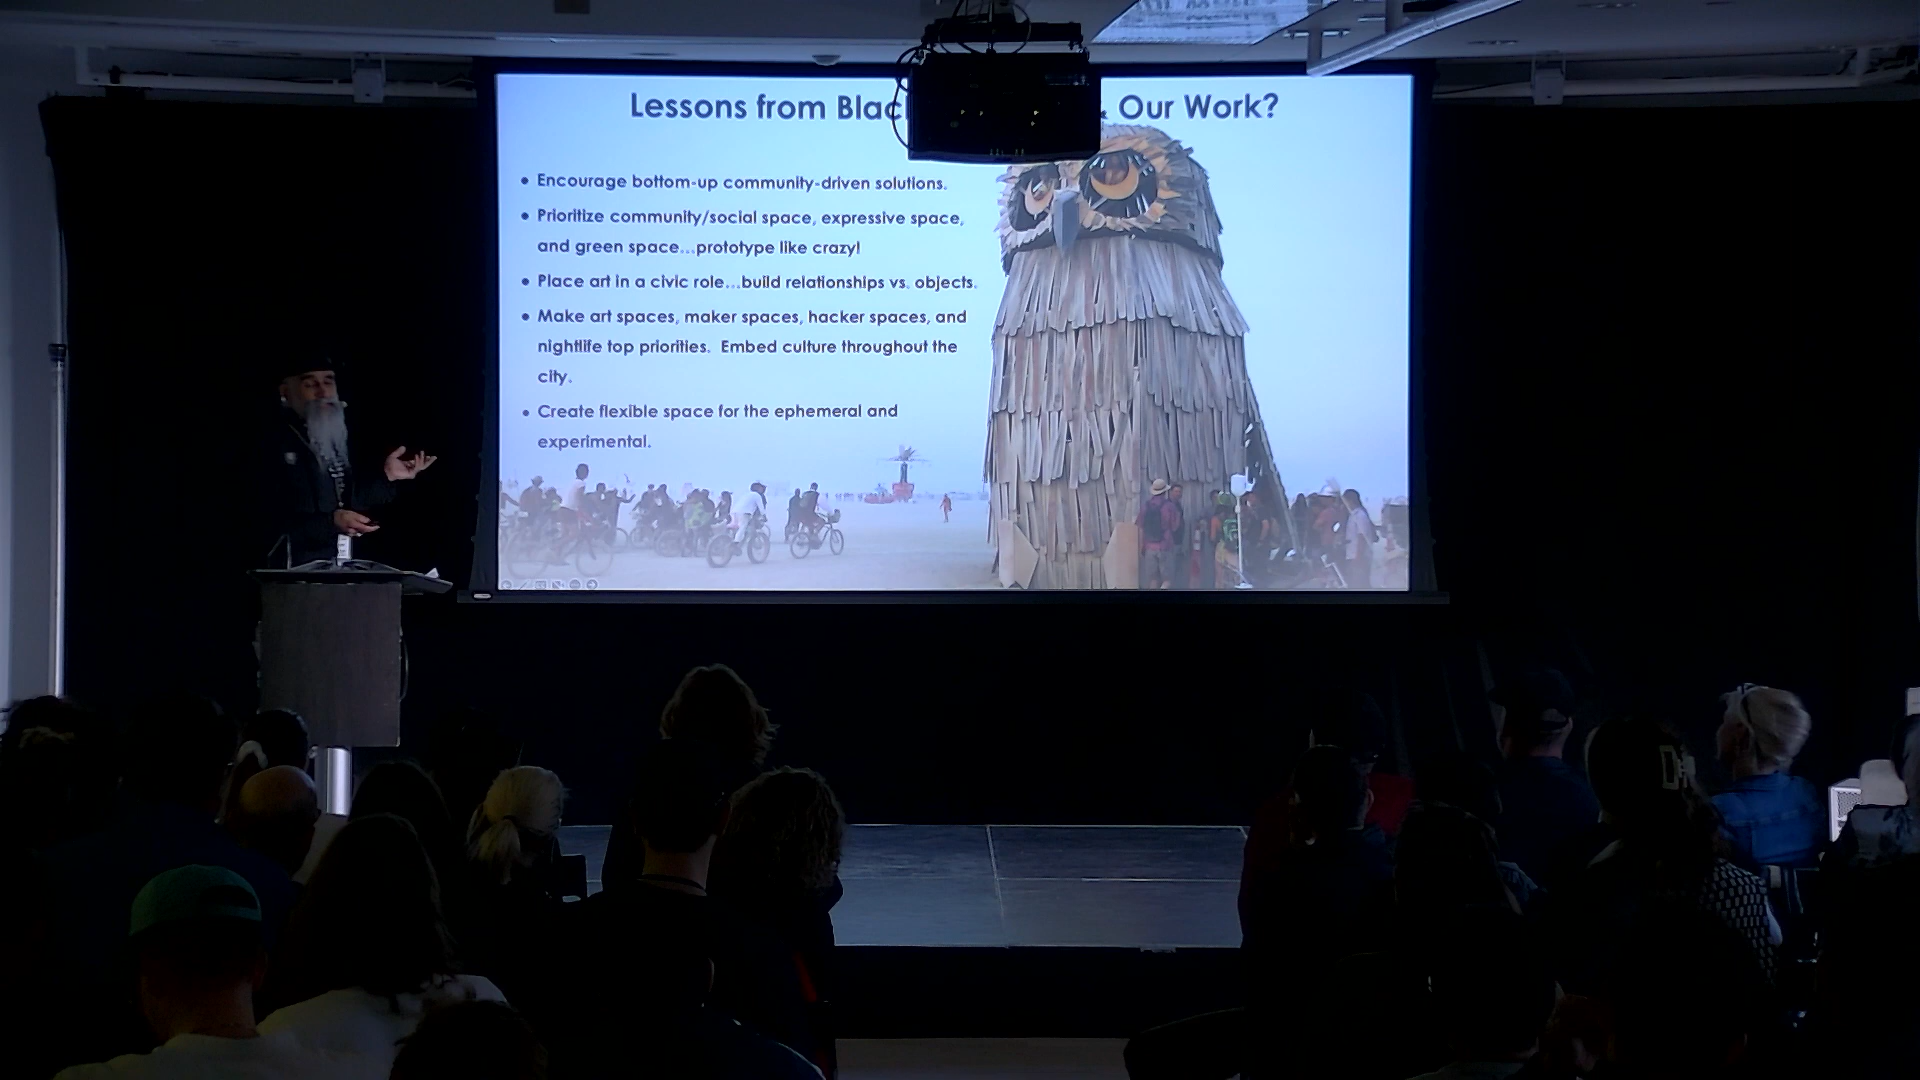 Lessons from Blac & Our Work?
• Encourage bottom-up community-driven solutions.
• Prioritize community/social space, expressive space,
and green space...prototype like crazy!
• Place art in a civic role...build relationships vs. objects.
• Make art spaces, maker spaces, hacker spaces, and
nightlife top priorities. Embed culture throughout the
city.
• Create flexible space for the ephemeral and
experimental.